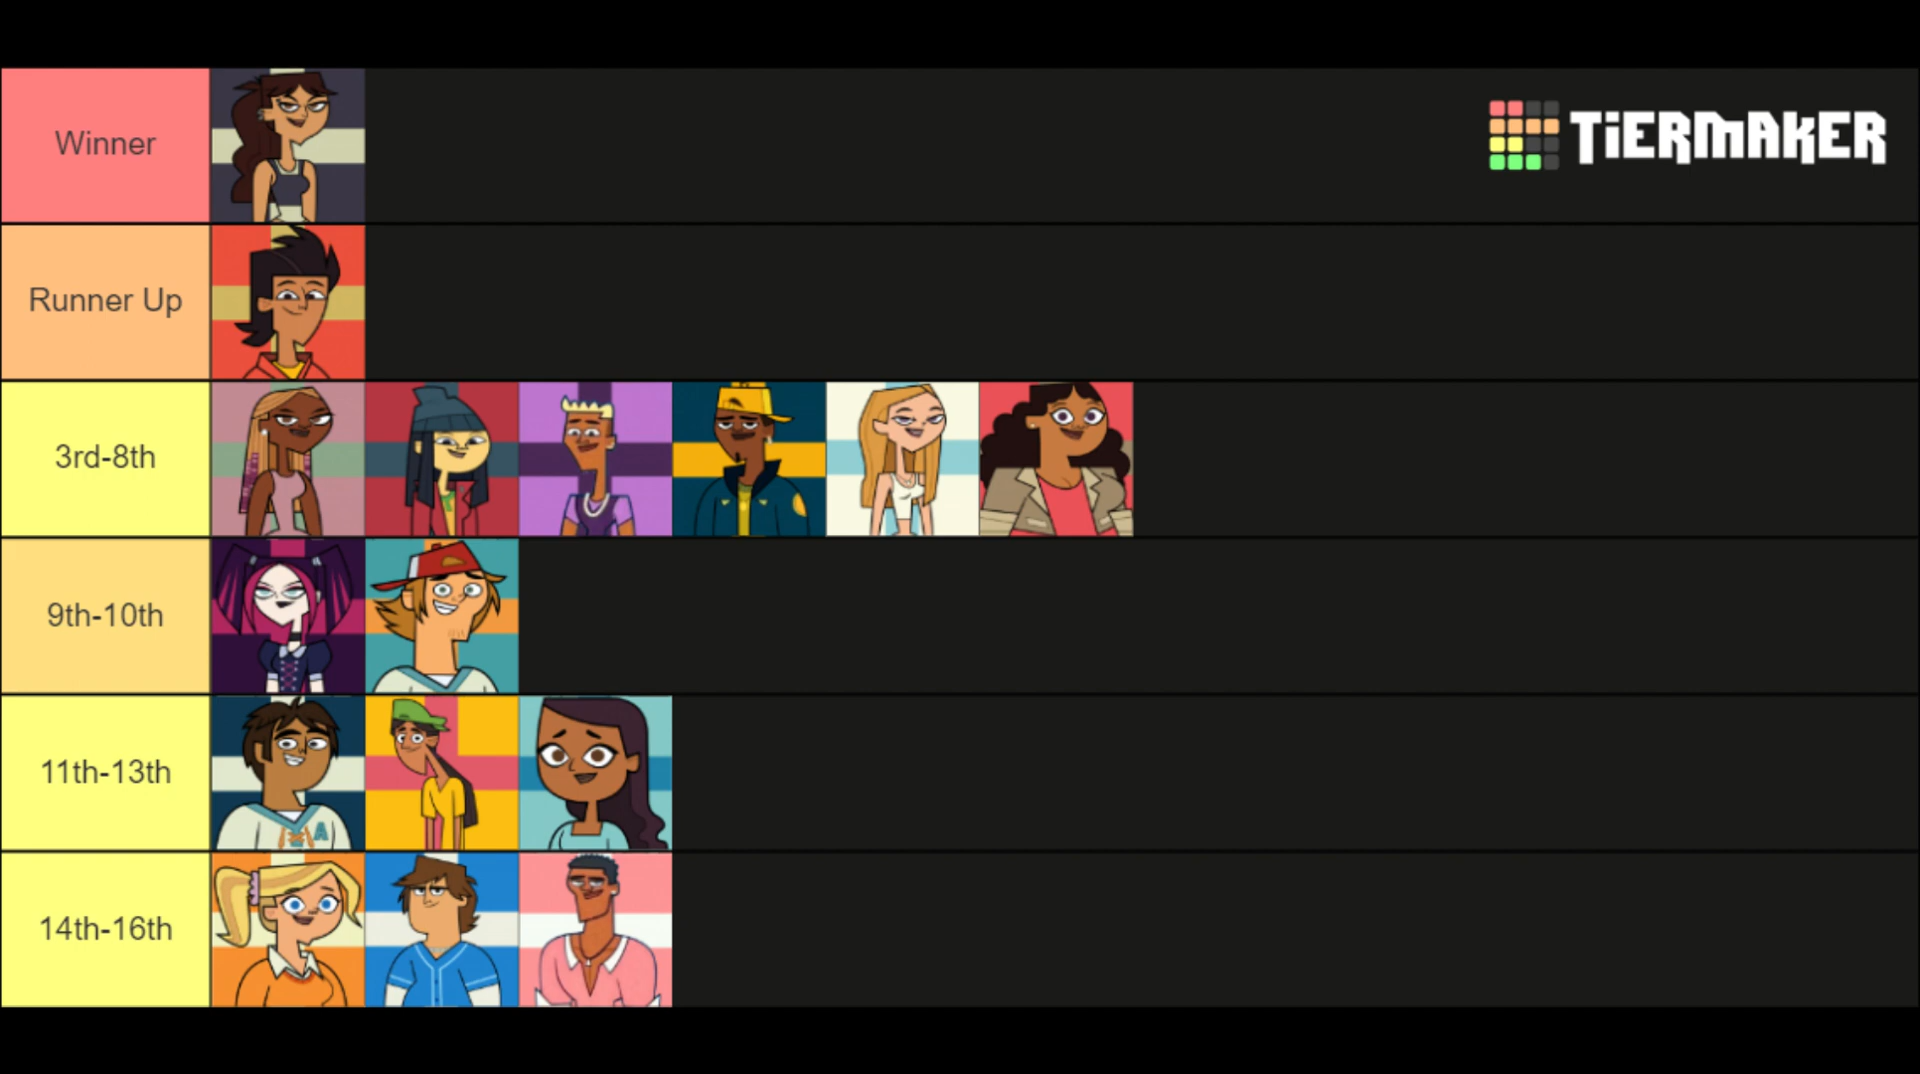 Winner
TiERMAKER
Runner Up
3rd-8th
9th-10th
11th-13th
14th-16th